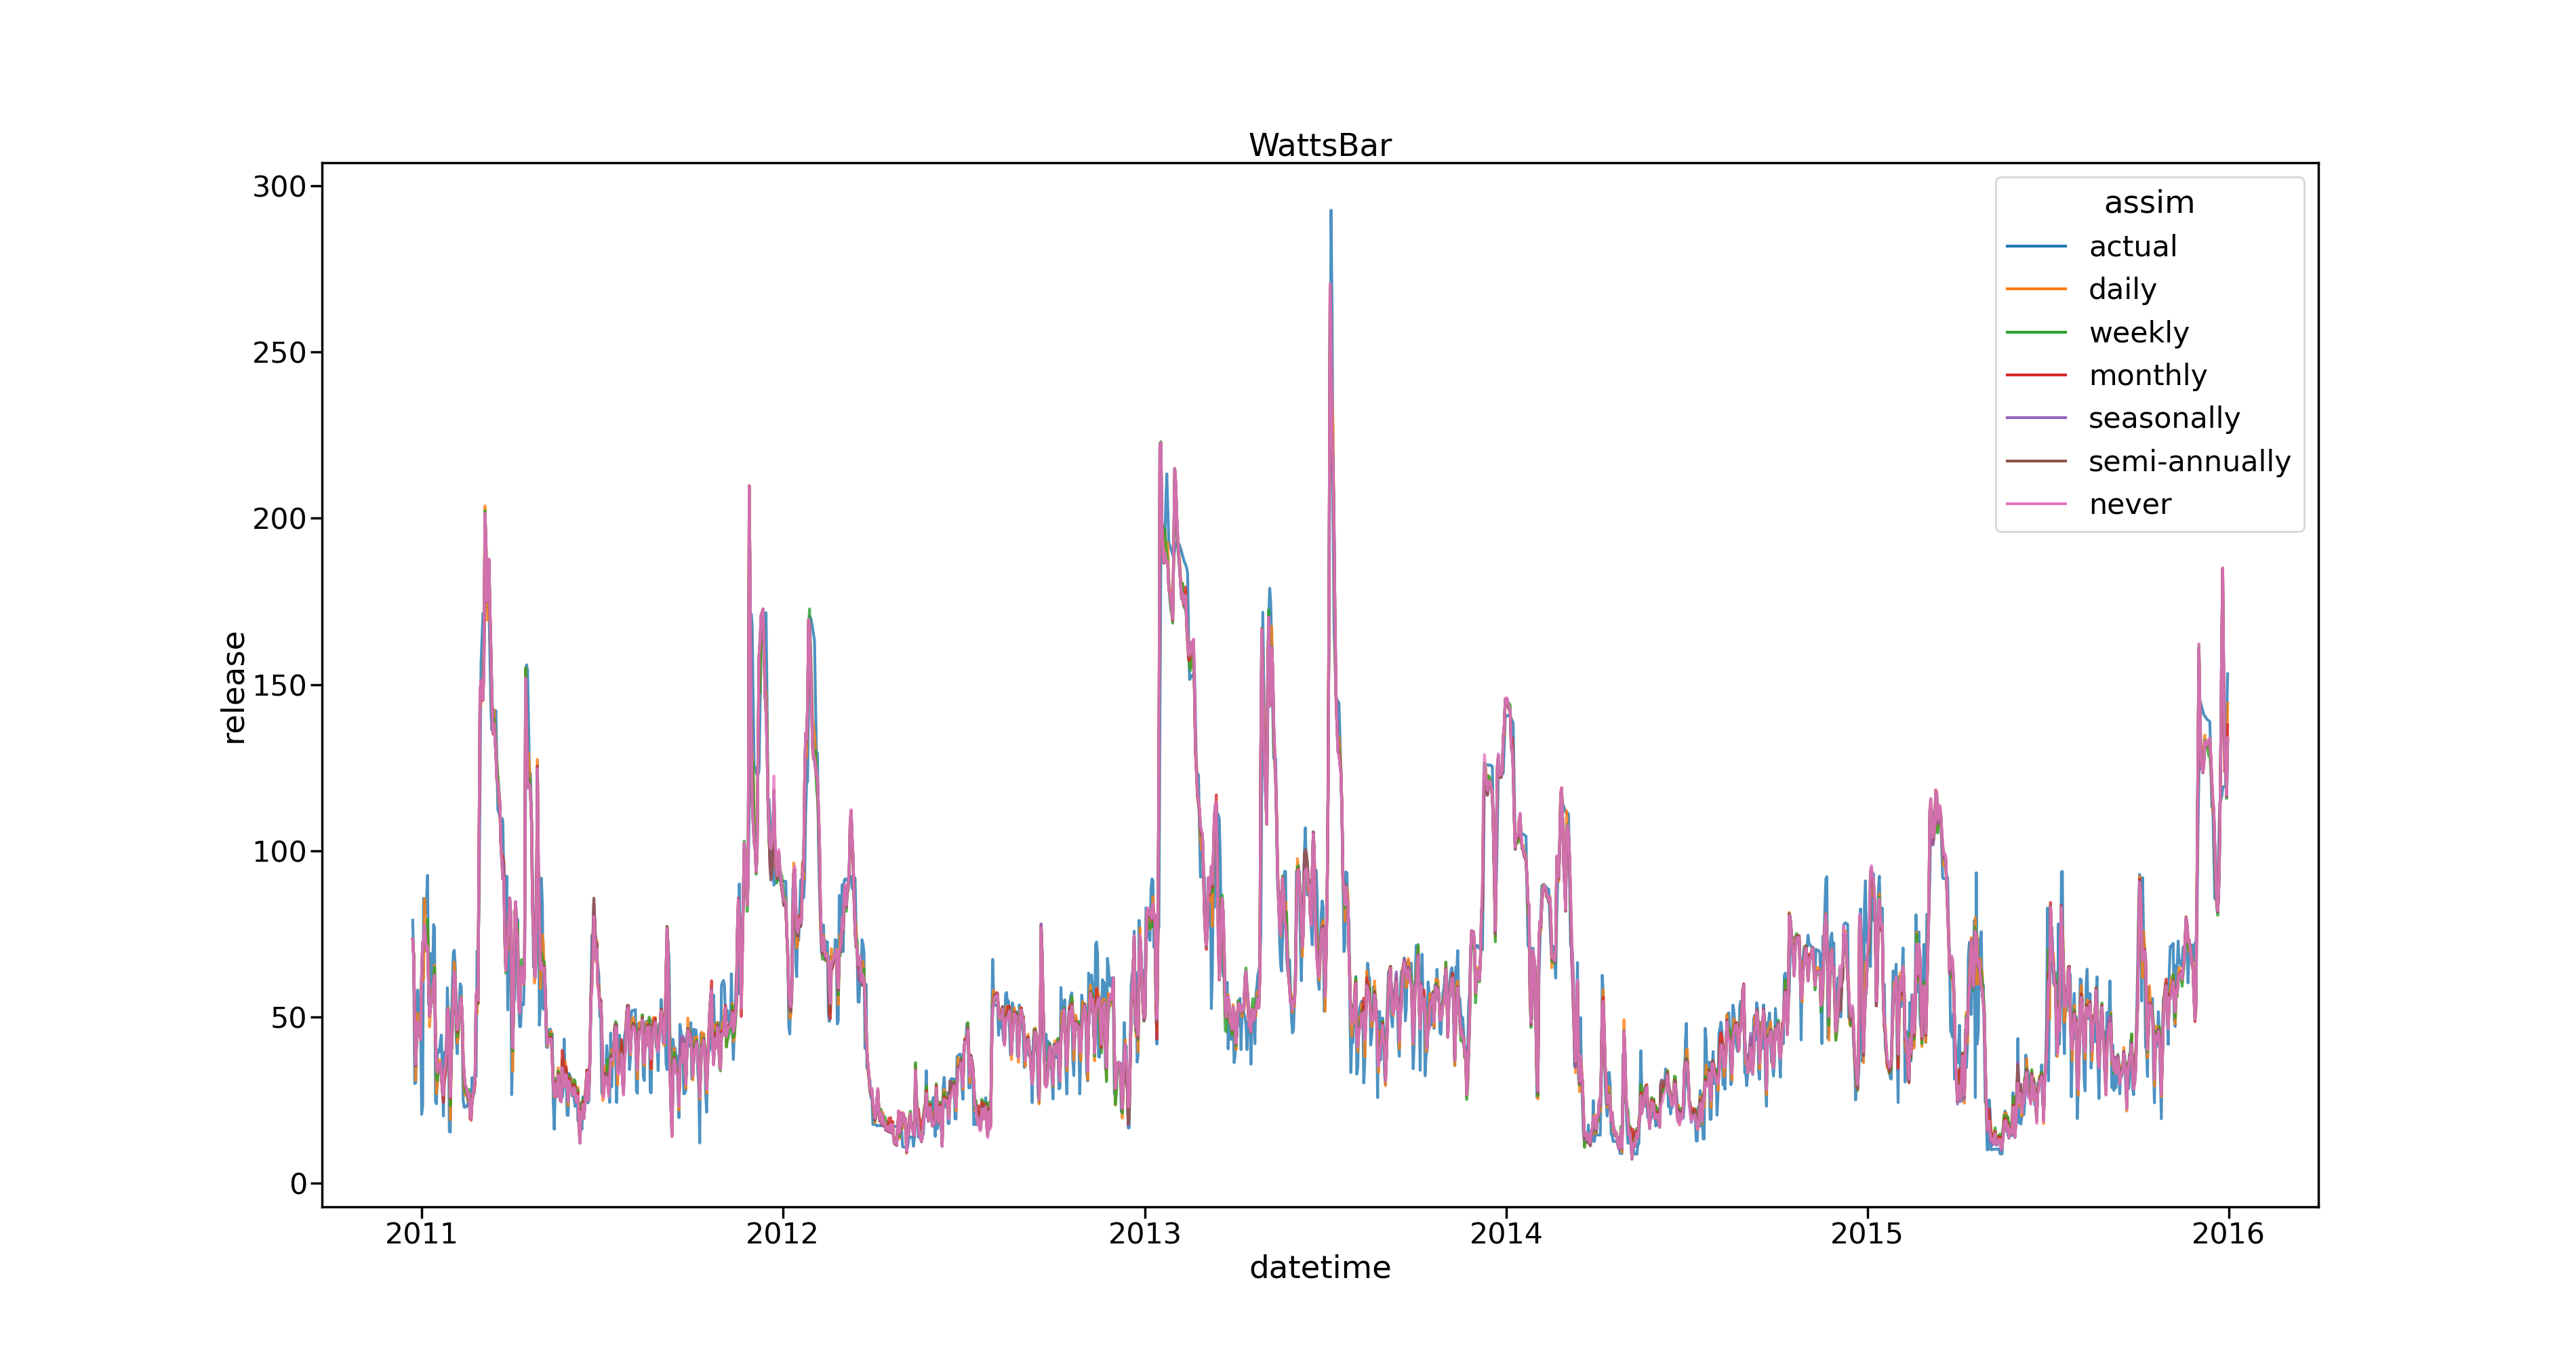 WattsBar
300
250
200
150
100
50
0
release
assim
actual
daily
weekly
monthly
seasonally
semi-annually
never
2011
2012
2013
2014
2015
2016
datetime